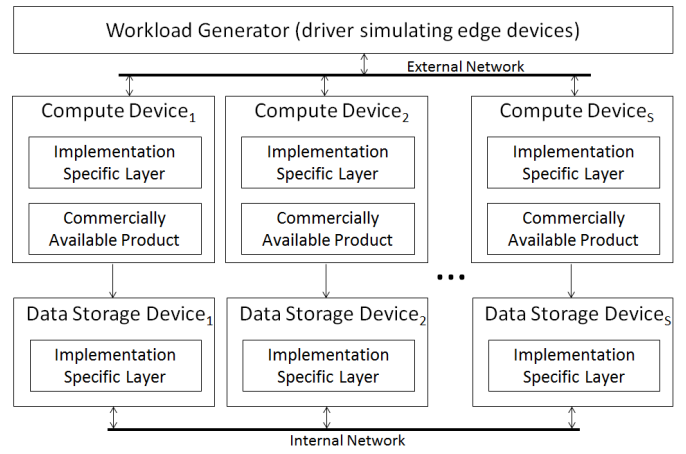 Workload Generator (driver simulating edge devices)
External Network
Compute Device1
Compute Device2
Compute DeviceS
Implementation
Specific Layer
Implementation
Specific Layer
Implementation
Specific Layer
Commercially
Available Product
Commercially
Available Product
Commercially
Available Product
...
Data Storage Device1
Data Storage Device2
Data Storage DeviceS
Implementation
Specific Layer
Implementation
Specific Layer
Implementation
Specific Layer
Internal Network